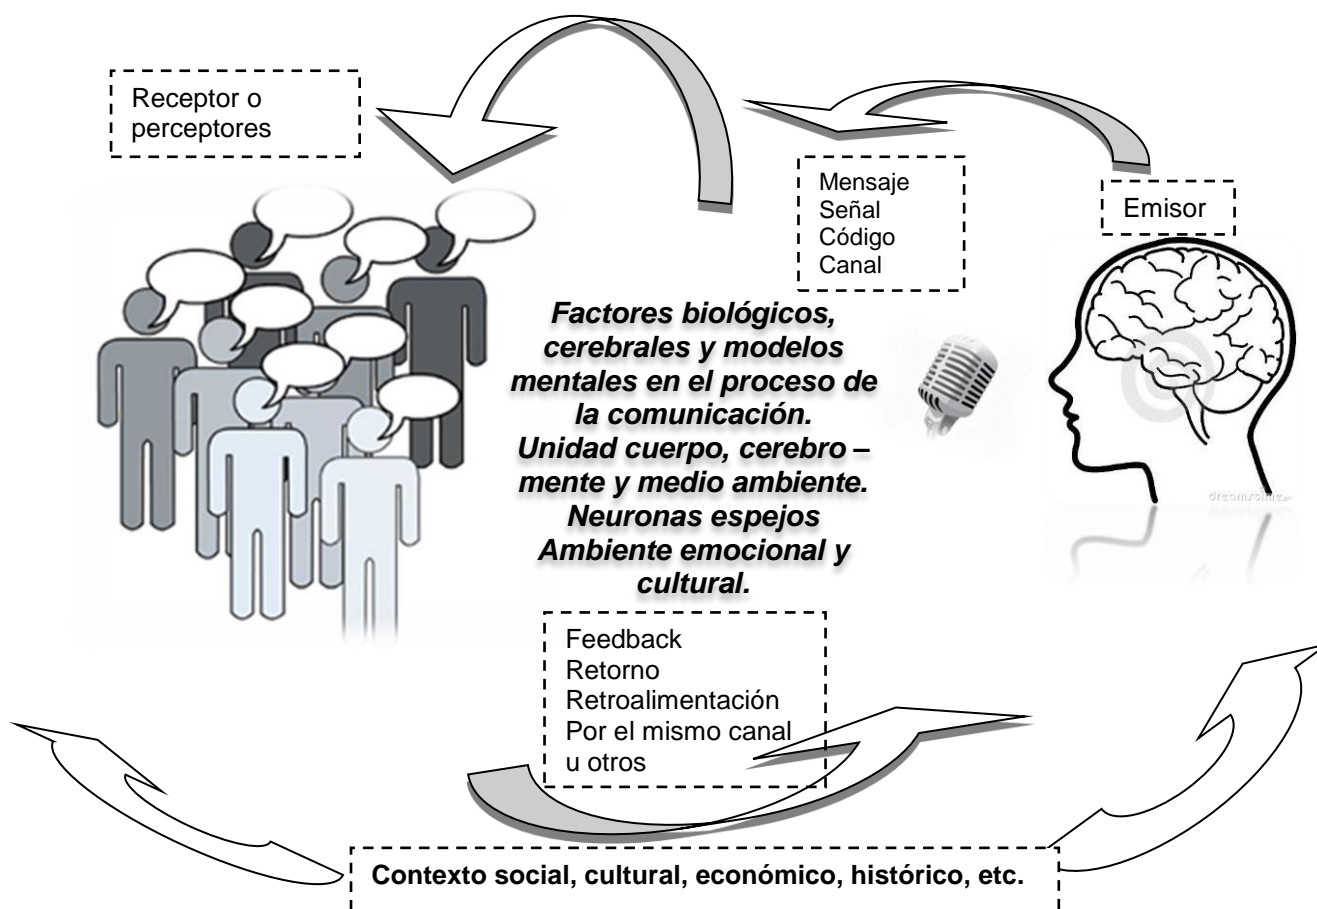 Receptor o
perceptores
Mensaje
Señal
Código
Canal
Emisor
Factores biológicos,
cerebrales y modelos
mentales en el proceso de
la comunicación.
Unidad cuerpo, cerebro –
mente y medio ambiente.
Neuronas espejos
Ambiente emocional y
cultural.
dreamstime
Feedback
Retorno
Retroalimentación
Por el mismo canal
u otros
Contexto social, cultural, económico, histórico, etc.